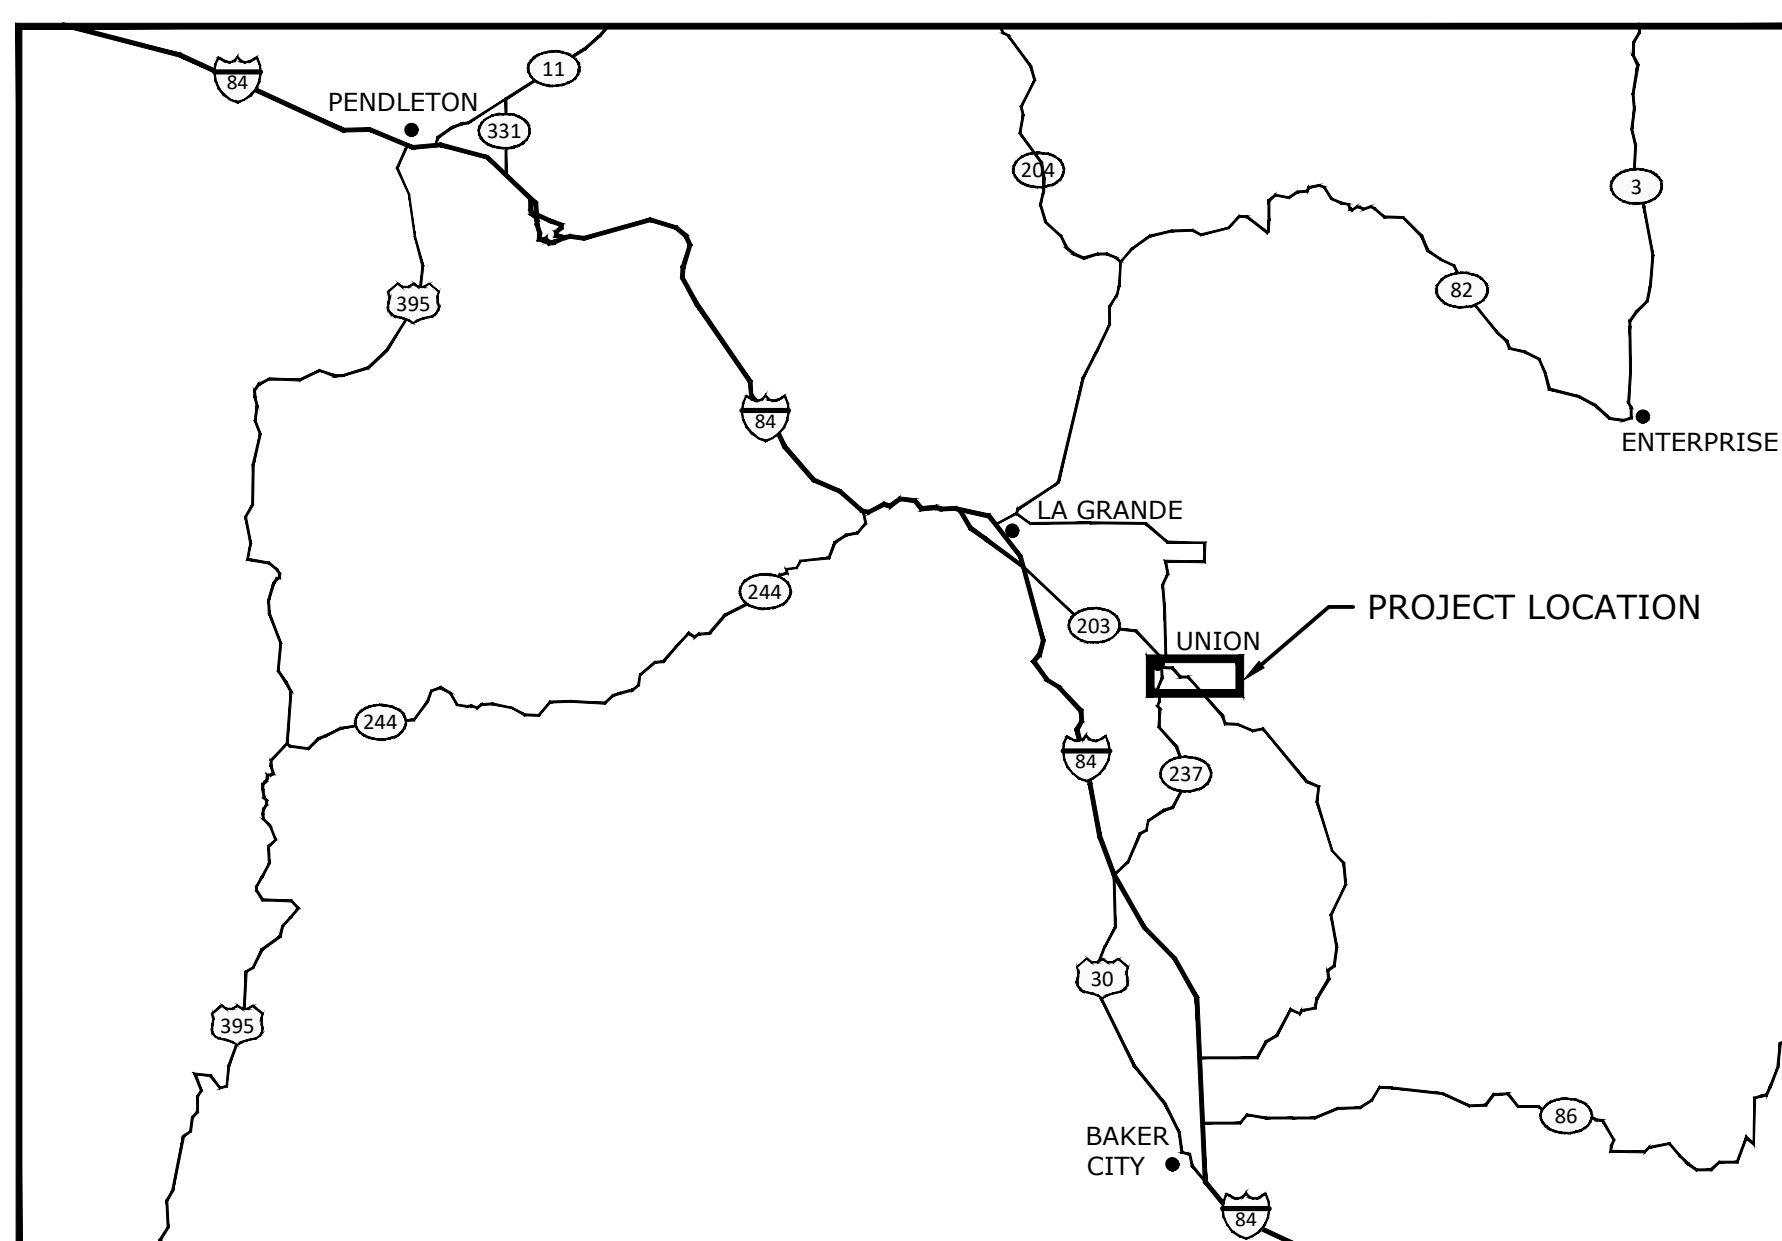 11
84
PENDLETON
331
204
3
82
395
84
ENTERPRISE
LA GRANDE
244
PROJECT LOCATION
203
UNION
244
84
237
30
395
86
BAKER
CITY
84